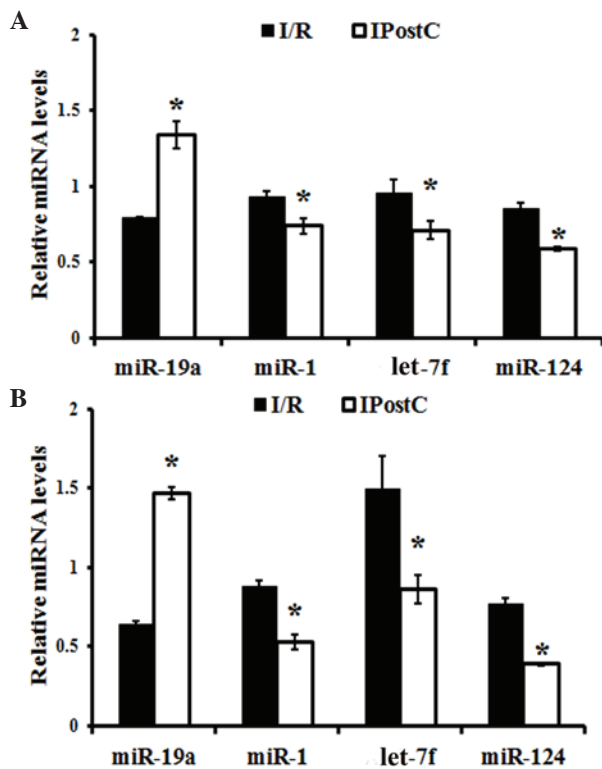 A
I/R IPostC
Relative miRNA levels
2
1.5
1
0.5
0
*
*
*
*
miR-19a miR-1 let-7f miR-124
B
I/R IPostC
Relative miRNA levels
2
1.5
1
0.5
0
*
*
*
*
miR-19a miR-1 let-7f miR-124